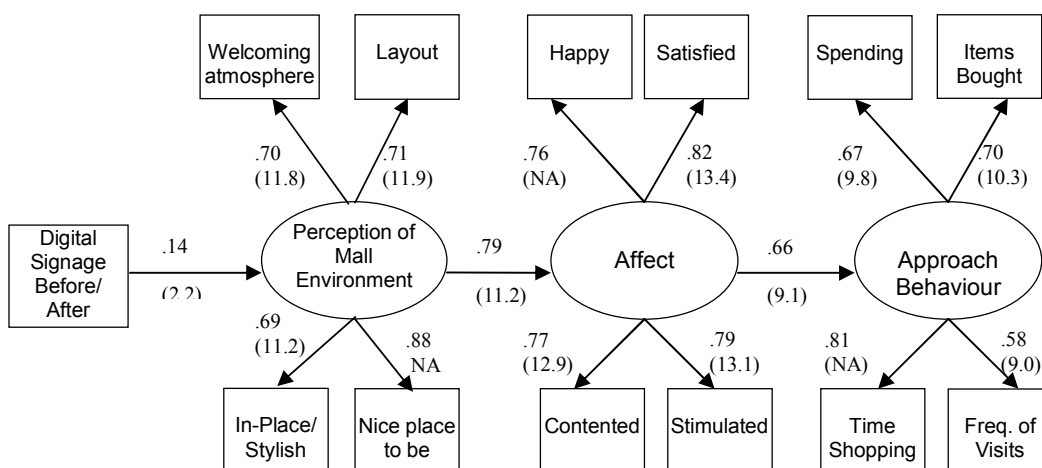 Welcoming
atmosphere
Layout
Happy
Satisfied
Spending
Items
Bought
.70
(11.8)
.71
(11.9)
.76
(NA)
.82
(13.4)
.67
(9.8)
.70
(10.3)
Digital
Signage
Before/
After
.14
(2.2)
Perception of
Mall
Environment
.79
(11.2)
Affect
.66
(9.1)
Approach
Behaviour
.69
(11.2)
.88
NA
.77
(12.9)
.79
(13.1)
.81
(NA)
.58
(9.0)
In-Place/
Stylish
Nice place
to be
Contented
Stimulated
Time
Shopping
Freq. of
Visits